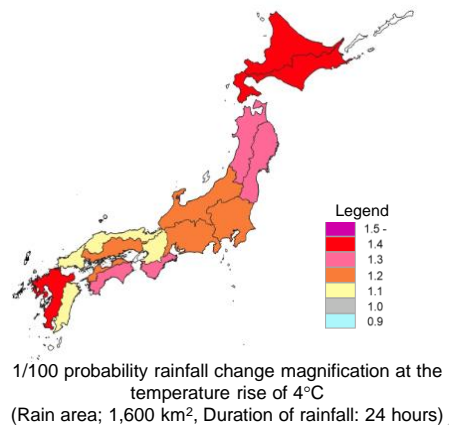 Legend
1.5 -
1.4
1.3
1.2
1.1
1.0
0.9
1/100 probability rainfall change magnification at the
temperature rise of 4°C
(Rain area; 1,600 km², Duration of rainfall: 24 hours)